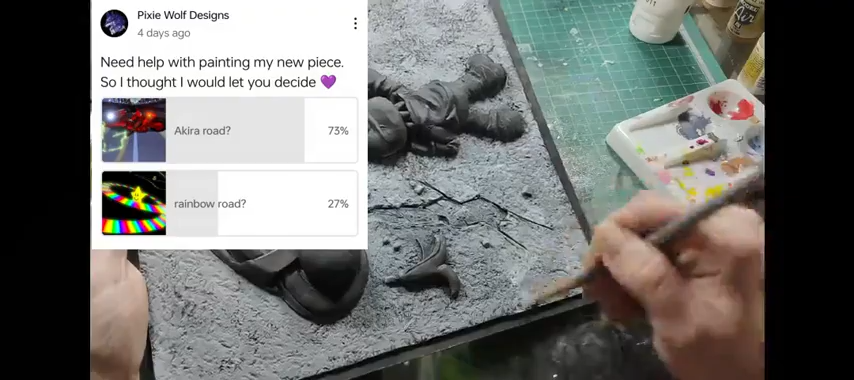 Pixie Wolf Designs
4 days ago
Need help with painting my new piece.
So I thought I would let you decide 💜
Akira road?
73%
rainbow road?
27%
Air